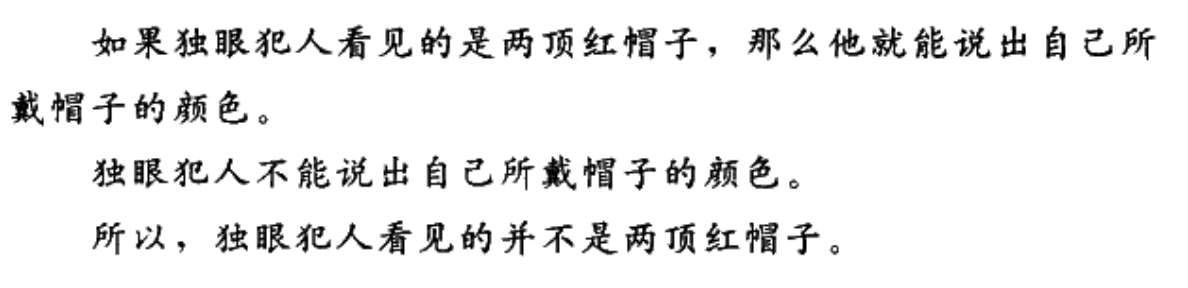 如果独眼犯人看见的是两顶红帽子，那么他就能说出自己所
戴帽子的颜色。
独眼犯人不能说出自己所戴帽子的颜色。
所以，独眼犯人看见的并不是两顶红帽子。